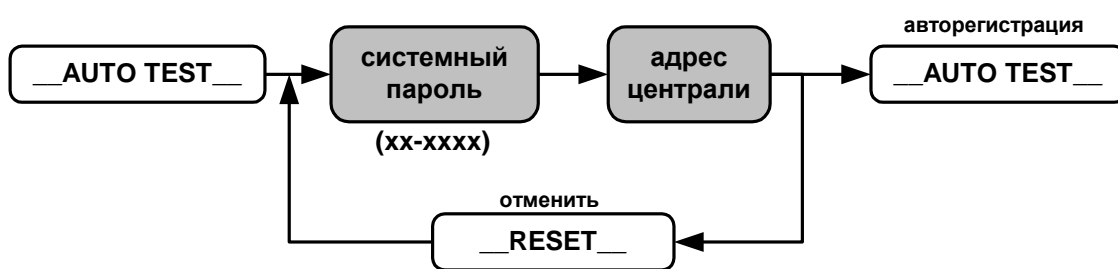 авторегистрация
__AUTO TEST__
системный
пароль
адрес
централи
__AUTO TEST__
(xx-xxxx)
отменить
__RESET__